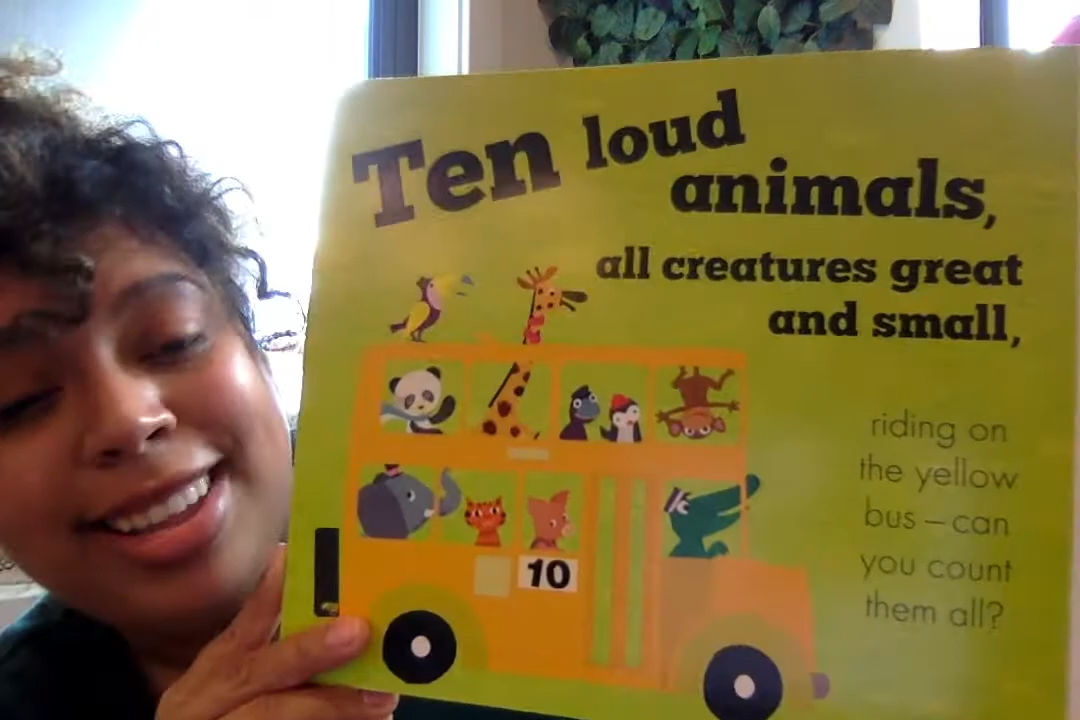 Ten loud
animals,
all creatures great
and small,
riding on
the yellow
bus – can
you count
them all?
10